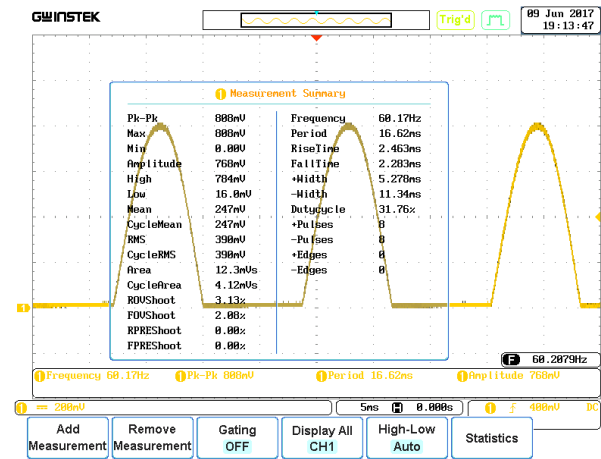 GWINSTEK
Trig'd
09 Jun 2017
19:13:47
1 Measurement Summary
Pk-Pk 808mV Frequency 60.17Hz
Max 808mV Period 16.62ms
Min 0.00V RiseTime 2.463ms
Amplitude 768mV FallTime 2.283ms
High 784mV +Width 5.278ms
Low 16.0mV -Width 11.34ms
Mean 247mV Dutycycle 31.76%
CycleMean 247mV +Pulses 8
RMS 390mV -Pulses 8
CycleRMS 390mV +Edges 0
Area 12.3mVs -Edges 0
CycleArea 4.12mVs
ROVShoot 3.13%
FOVShoot 2.08%
RPREShoot 0.00%
FPREShoot 0.00%
1
F 60.2079Hz
1 Frequency 60.17Hz 1 Pk-Pk 808mV 1 Period 16.62ms 1 Amplitude 768mV
1 200mV 5ms H 0.000s 1 400mV DC
Add Measurement
Remove Measurement
Gating OFF
Display All CH1
High-Low Auto
Statistics